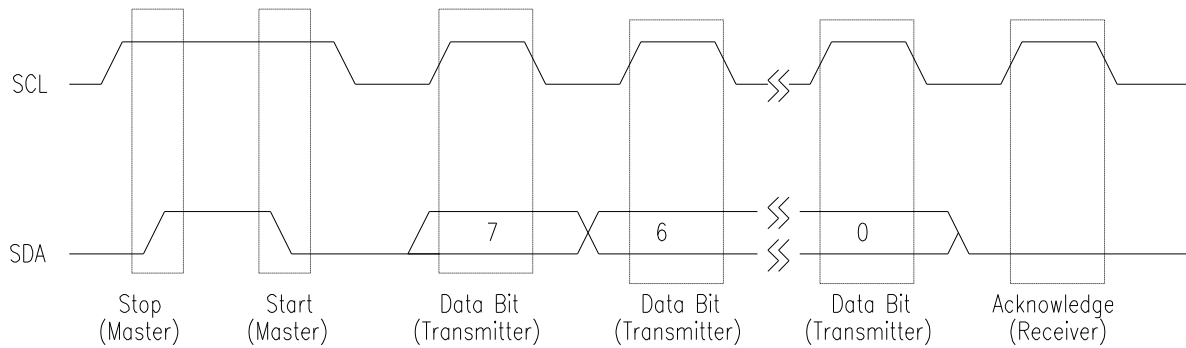 SCL
SDA
7
6
0
Stop
(Master)
Start
(Master)
Data Bit
(Transmitter)
Data Bit
(Transmitter)
Data Bit
(Transmitter)
Acknowledge
(Receiver)